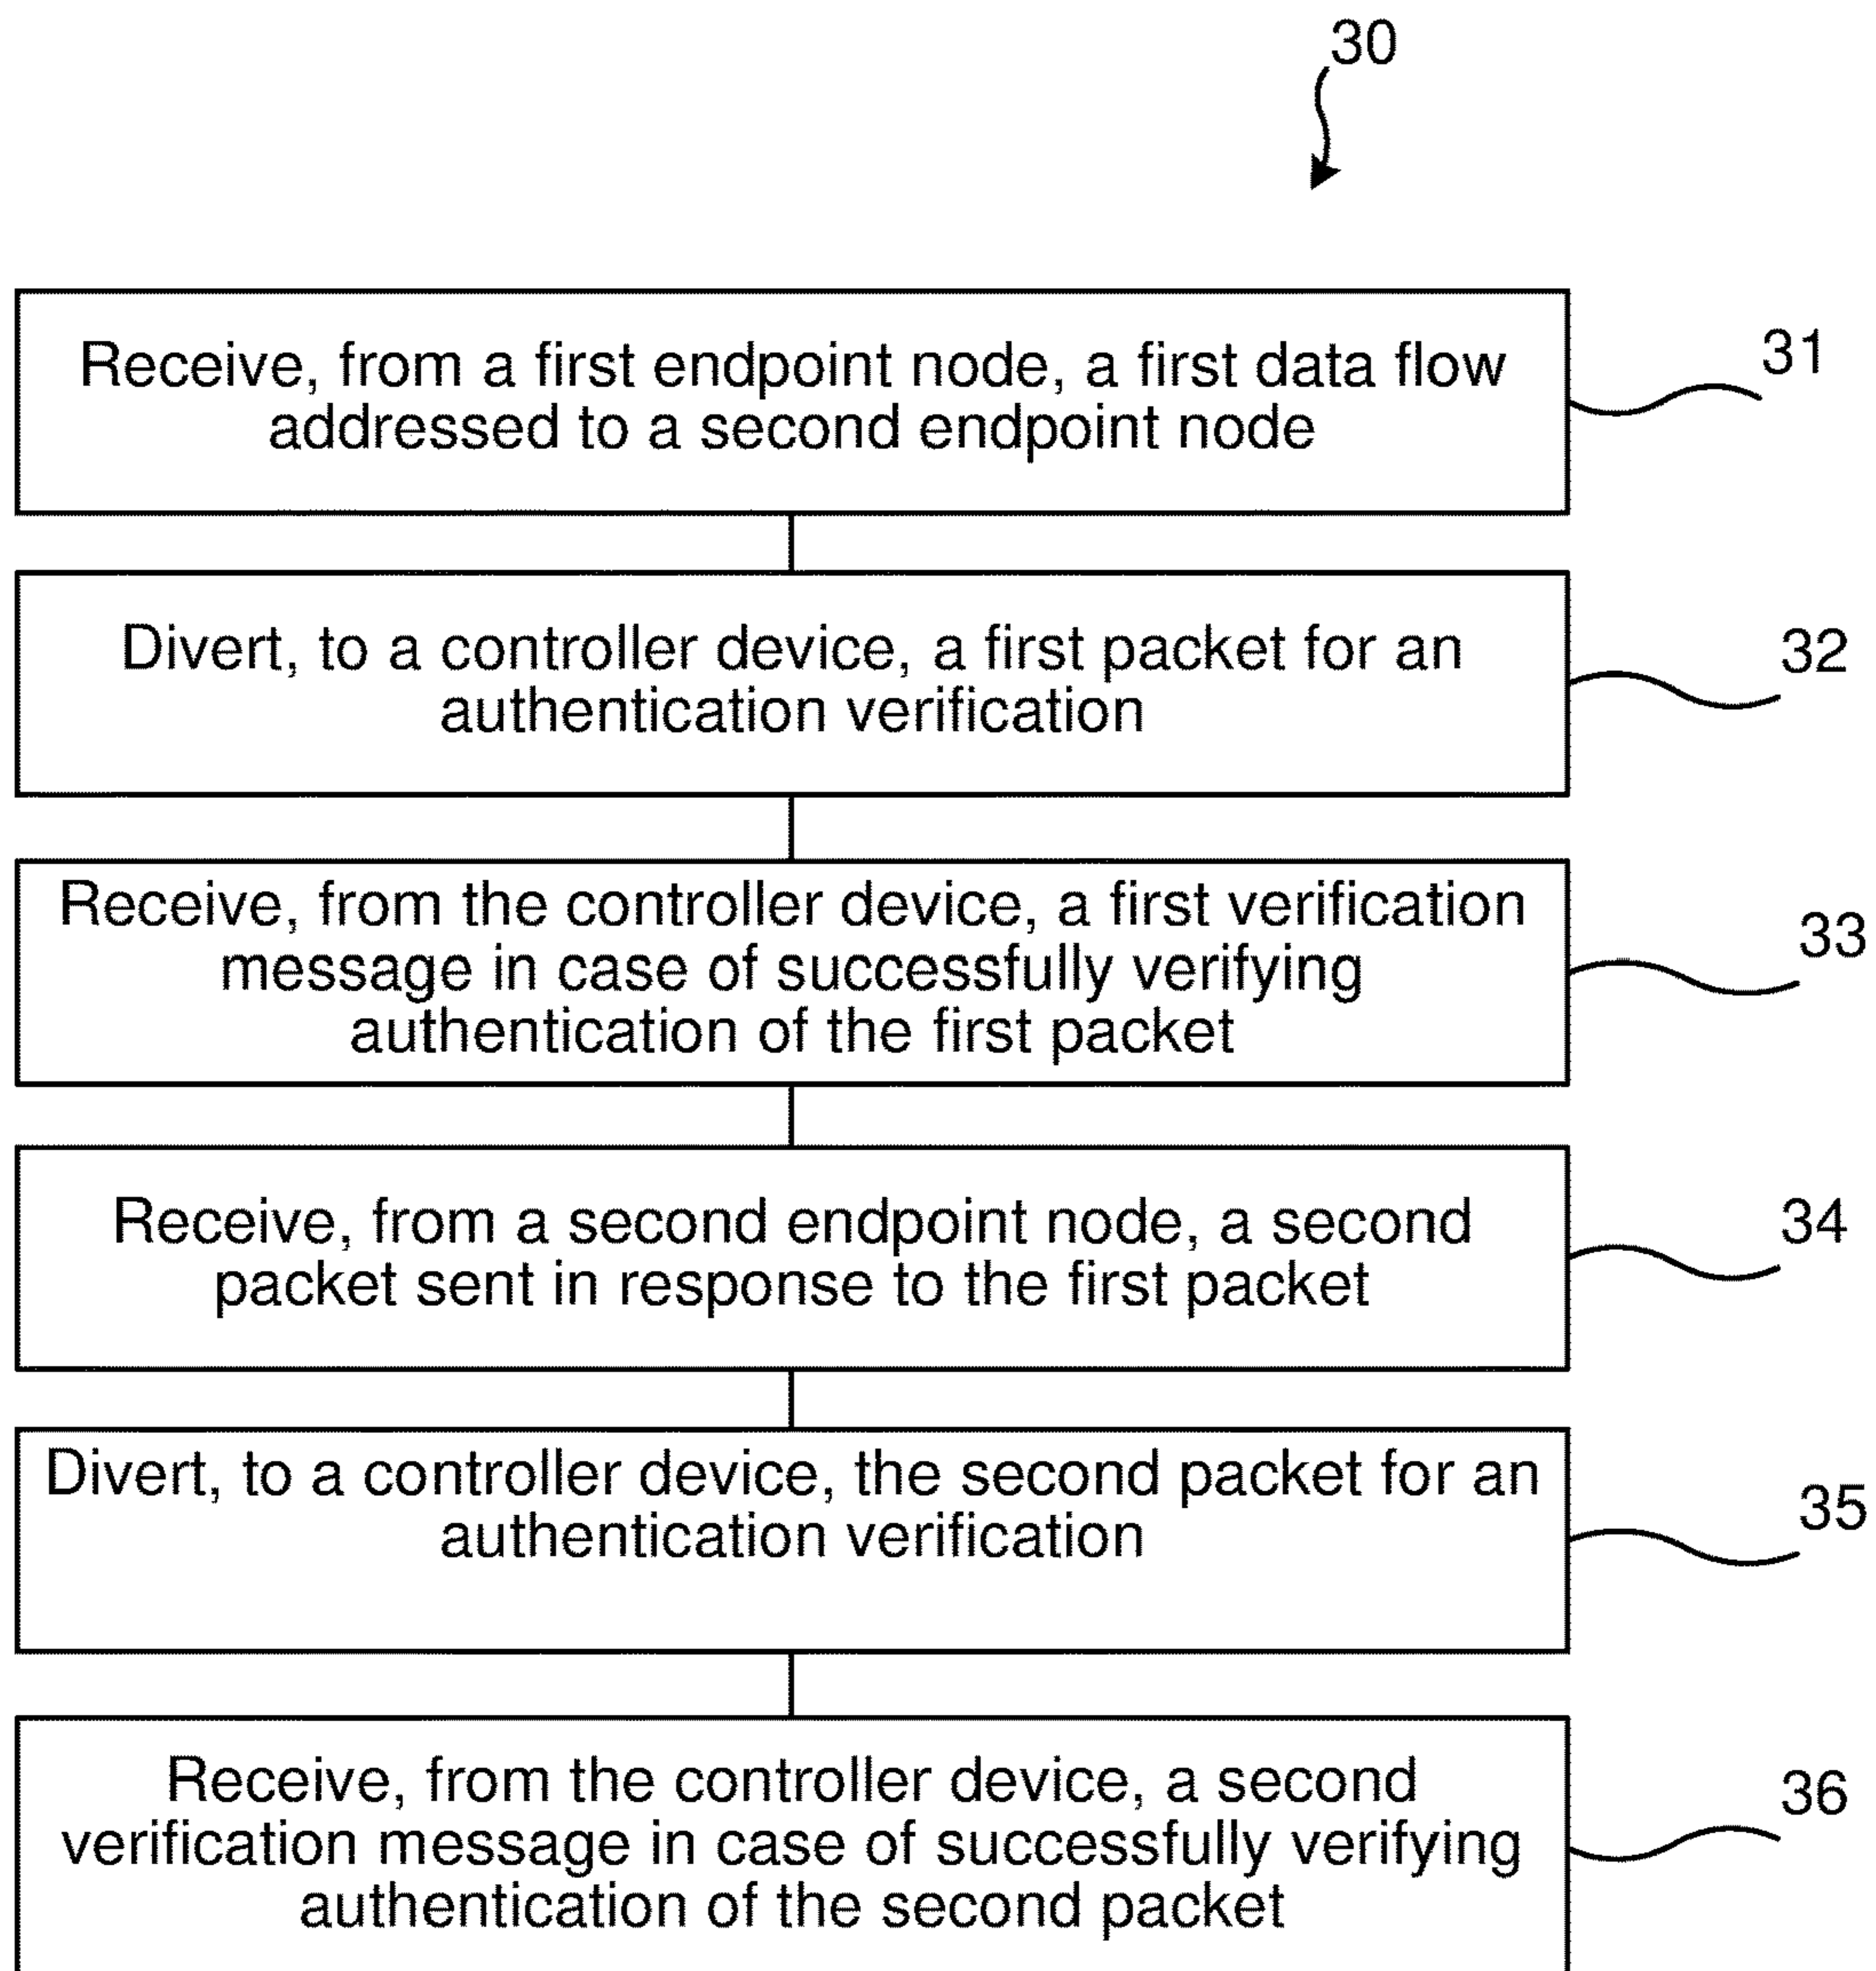 30
Receive, from a first endpoint node, a first data flow
addressed to a second endpoint node
31
Divert, to a controller device, a first packet for an
authentication verification
32
Receive, from the controller device, a first verification
message in case of successfully verifying
authentication of the first packet
33
Receive, from a second endpoint node, a second
packet sent in response to the first packet
34
Divert, to a controller device, the second packet for an
authentication verification
35
Receive, from the controller device, a second
verification message in case of successfully verifying
authentication of the second packet
36